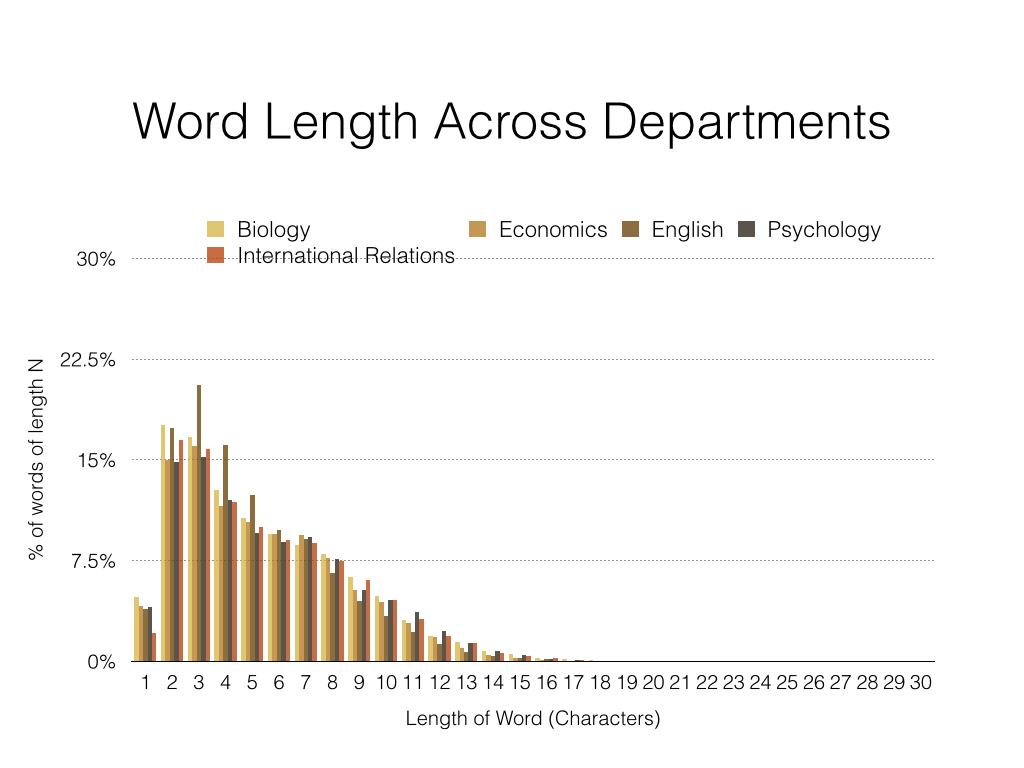 Word Length Across Departments
Biology Economics English Psychology
International Relations
30%
22.5%
15%
7.5%
0%
% of words of length N
1 2 3 4 5 6 7 8 9 10 11 12 13 14 15 16 17 18 19 20 21 22 23 24 25 26 27 28 29 30
Length of Word (Characters)